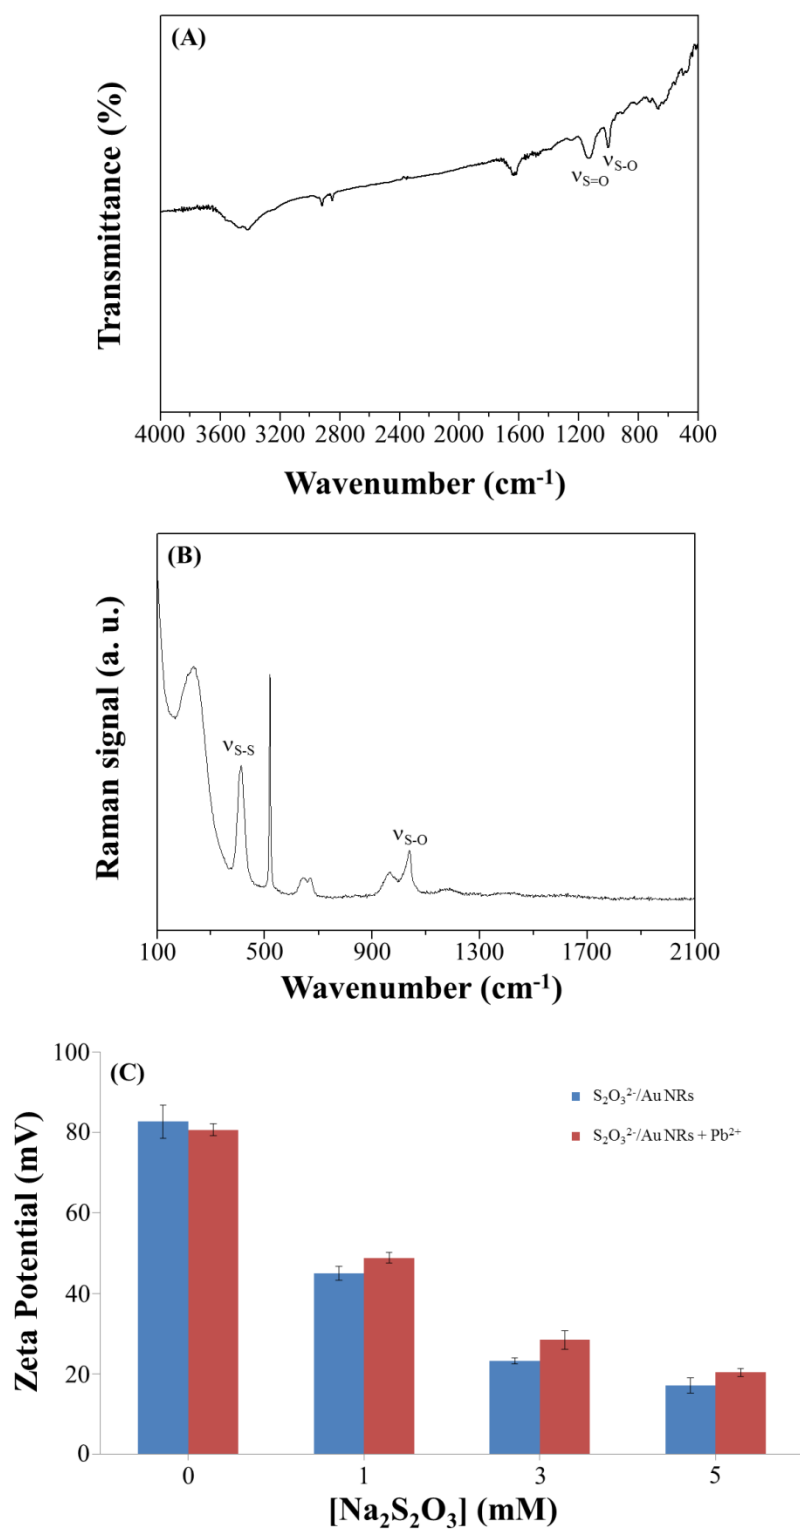 (A)
Transmittance (%)
νS=O
νS-O
4000 3600 3200 2800 2400 2000 1600 1200 800 400
Wavenumber (cm⁻¹)
(B)
Raman signal (a. u.)
νS-S
νS-O
100 500 900 1300 1700 2100
Wavenumber (cm⁻¹)
(C)
Zeta Potential (mV)
100
80
60
40
20
0
S₂O₃²⁻/Au NRs
S₂O₃²⁻/Au NRs + Pb²⁺
0 1 3 5
[Na₂S₂O₃] (mM)